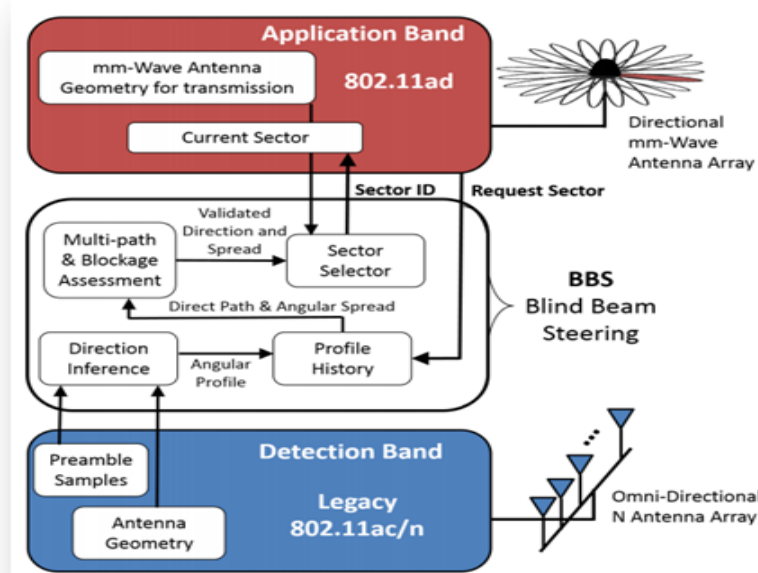 Application Band
mm-Wave Antenna
Geometry for transmission
802.11ad
Current Sector
Directional
mm-Wave
Antenna Array
Sector ID
Request Sector
Multi-path
& Blockage
Assessment
Validated
Direction and
Spread
Sector
Selector
BBS
Blind Beam
Steering
Direct Path & Angular Spread
Direction
Inference
Angular
Profile
Profile
History
Detection Band
Preamble
Samples
Legacy
802.11ac/n
Antenna
Geometry
Omni-Directional
N Antenna Array